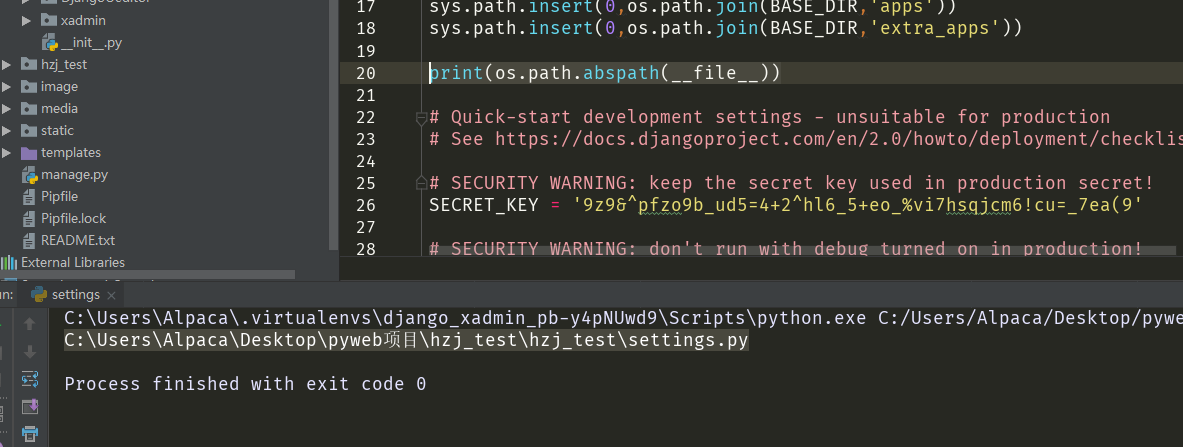 xadmin
__init__.py
hzj_test
image
media
static
templates
manage.py
Pipfile
Pipfile.lock
README.txt
External Libraries
17 sys.path.insert(0,os.path.join(BASE_DIR,'apps'))
18 sys.path.insert(0,os.path.join(BASE_DIR,'extra_apps'))
19
20 print(os.path.abspath(__file__))
21
22 # Quick-start development settings - unsuitable for production
23 # See https://docs.djangoproject.com/en/2.0/howto/deployment/checklis
24
25 # SECURITY WARNING: keep the secret key used in production secret!
26 SECRET_KEY = '9z9&^pfzo9b_ud5=4+2^hl6_5+eo_%vi7hsqjcm6!cu=_7ea(9'
27
28 # SECURITY WARNING: don't run with debug turned on in production!
un: settings
C:\Users\Alpaca\.virtualenvs\django_xadmin_pb-y4pNUwd9\Scripts\python.exe C:/Users/Alpaca/Desktop/pywe
C:\Users\Alpaca\Desktop\pyweb项目\hzj_test\hzj_test\settings.py
Process finished with exit code 0